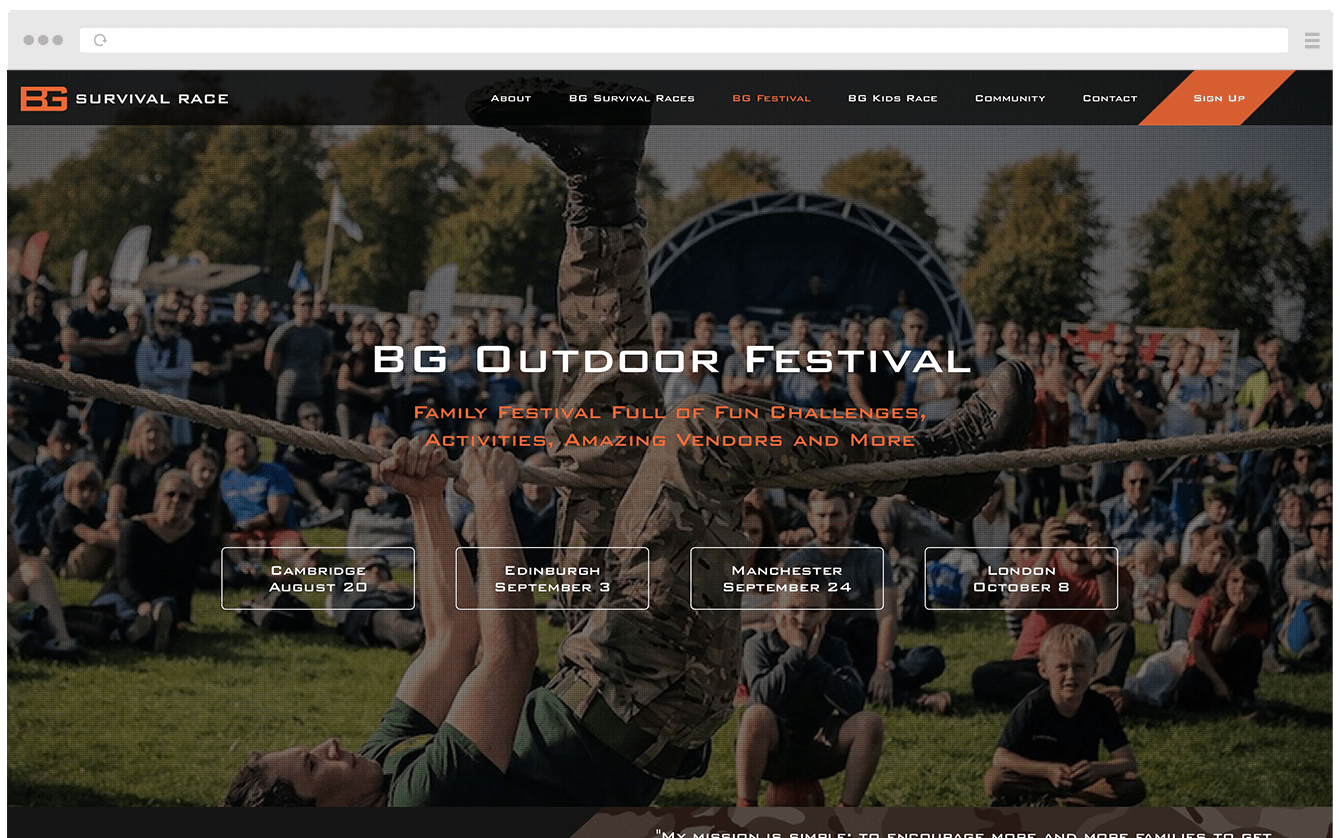 BG SURVIVAL RACE
About
BG Survival Races
BG Festival
BG Kids Race
Community
Contact
Sign Up
BG Outdoor Festival
Family Festival Full of Fun Challenges,
Activities, Amazing Vendors and More
Cambridge
August 20
Edinburgh
September 3
Manchester
September 24
London
October 8
"My mission is simple: to encourage more and more families to get